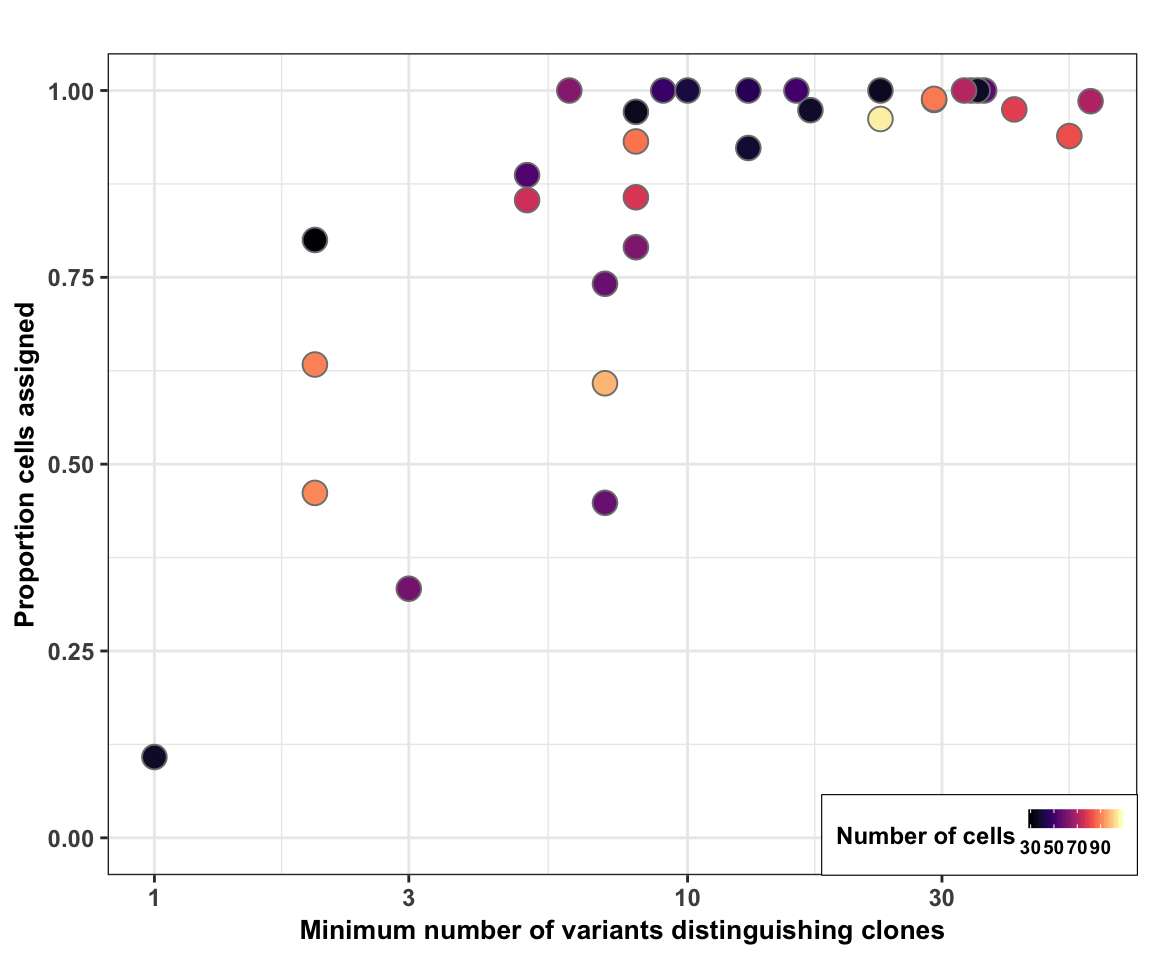 1.00
0.75
0.50
0.25
0.00
Proportion cells assigned
Number of cells
30 50 70 90
1 3 10 30
Minimum number of variants distinguishing clones